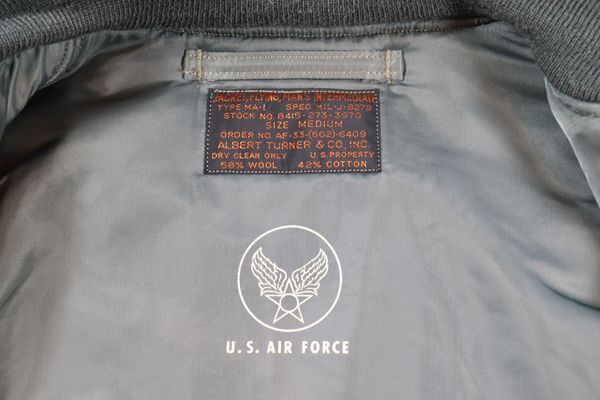 JACKET, FLYING, MAN'S INTERMEDIATE
TYPE MA-1 SPEC. MIL-J-8279
STOCK NO. 8415-273-3970
SIZE MEDIUM
ORDER NO. AF-33-(602)-6409
ALBERT TURNER & CO., INC.
DRY CLEAN ONLY U.S. PROPERTY
58% WOOL 42% COTTON
U. S. AIR FORCE